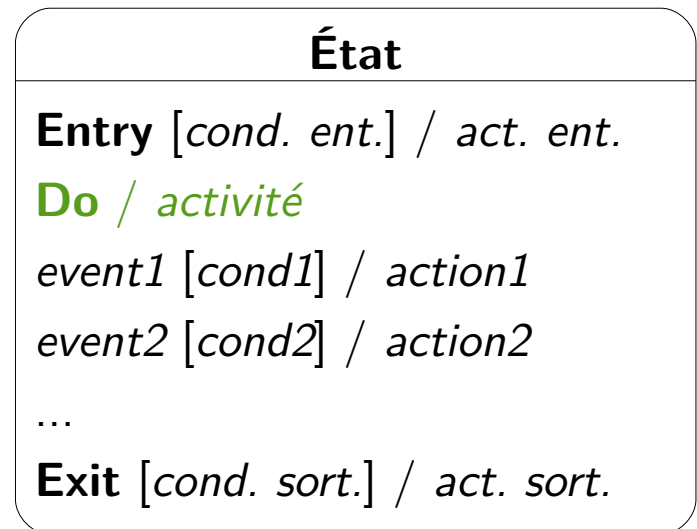 État
Entry [cond. ent.] / act. ent.
Do / activité
event1 [cond1] / action1
event2 [cond2] / action2
...
Exit [cond. sort.] / act. sort.